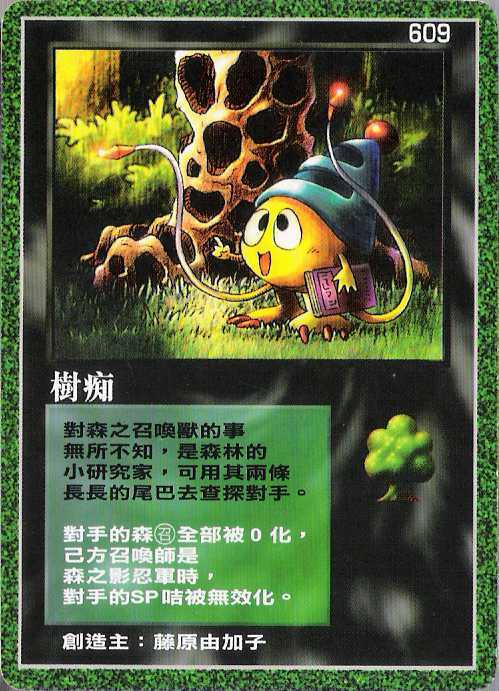 609
樹痴
對森之召喚獸的事
無所不知，是森林的
小研究家，可用其兩條
長長的尾巴去查探對手。
對手的森㊁全部被0化，
己方召喚師是
森之影忍軍時，
對手的SP咭被無效化。
創造主：藤原由加子